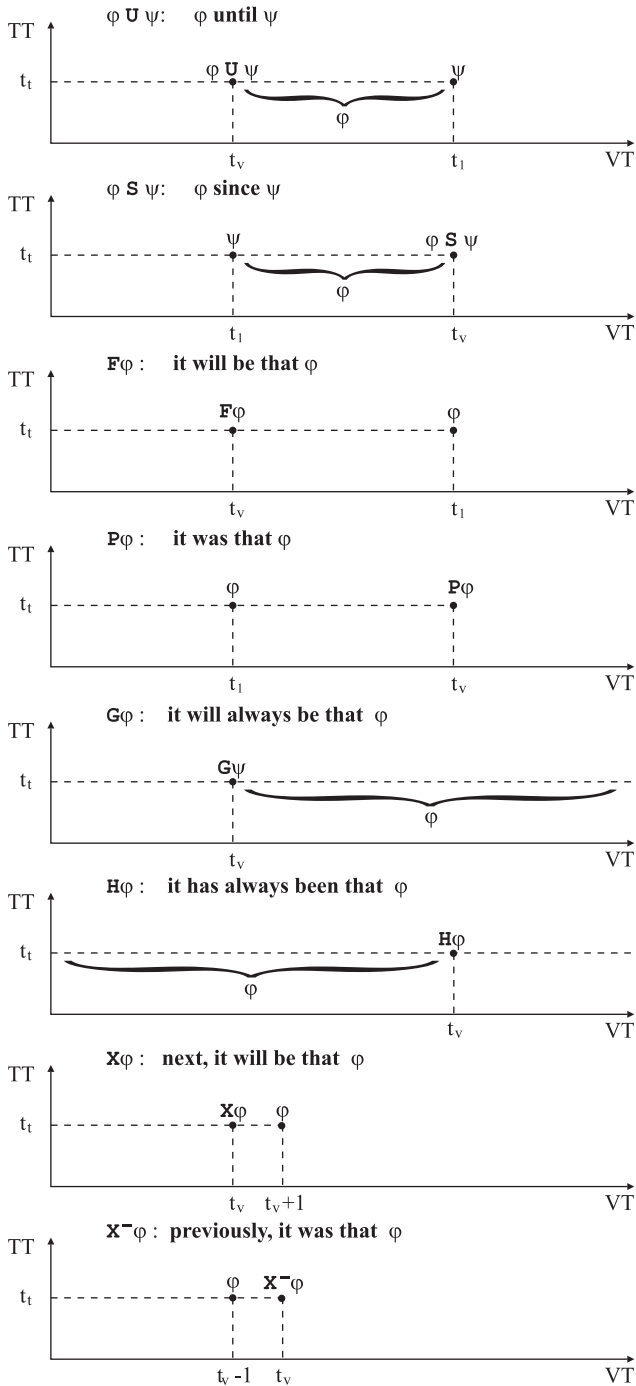 φ U ψ: φ until ψ
TT
φ U ψ ψ
t_t
φ
t_v t_1 VT
φ S ψ: φ since ψ
TT
ψ φ S ψ
t_t
φ
t_1 t_v VT
Fφ : it will be that φ
TT
Fφ φ
t_t
t_v t_1 VT
Pφ : it was that φ
TT
φ Pφ
t_t
t_1 t_v VT
Gφ : it will always be that φ
TT
Gψ
t_t
φ
t_v VT
Hφ : it has always been that φ
TT
Hφ
t_t
φ
t_v VT
Xφ : next, it will be that φ
TT
Xφ φ
t_t
t_v t_v+1 VT
X⁻φ : previously, it was that φ
TT
φ X⁻φ
t_t
t_v-1 t_v VT